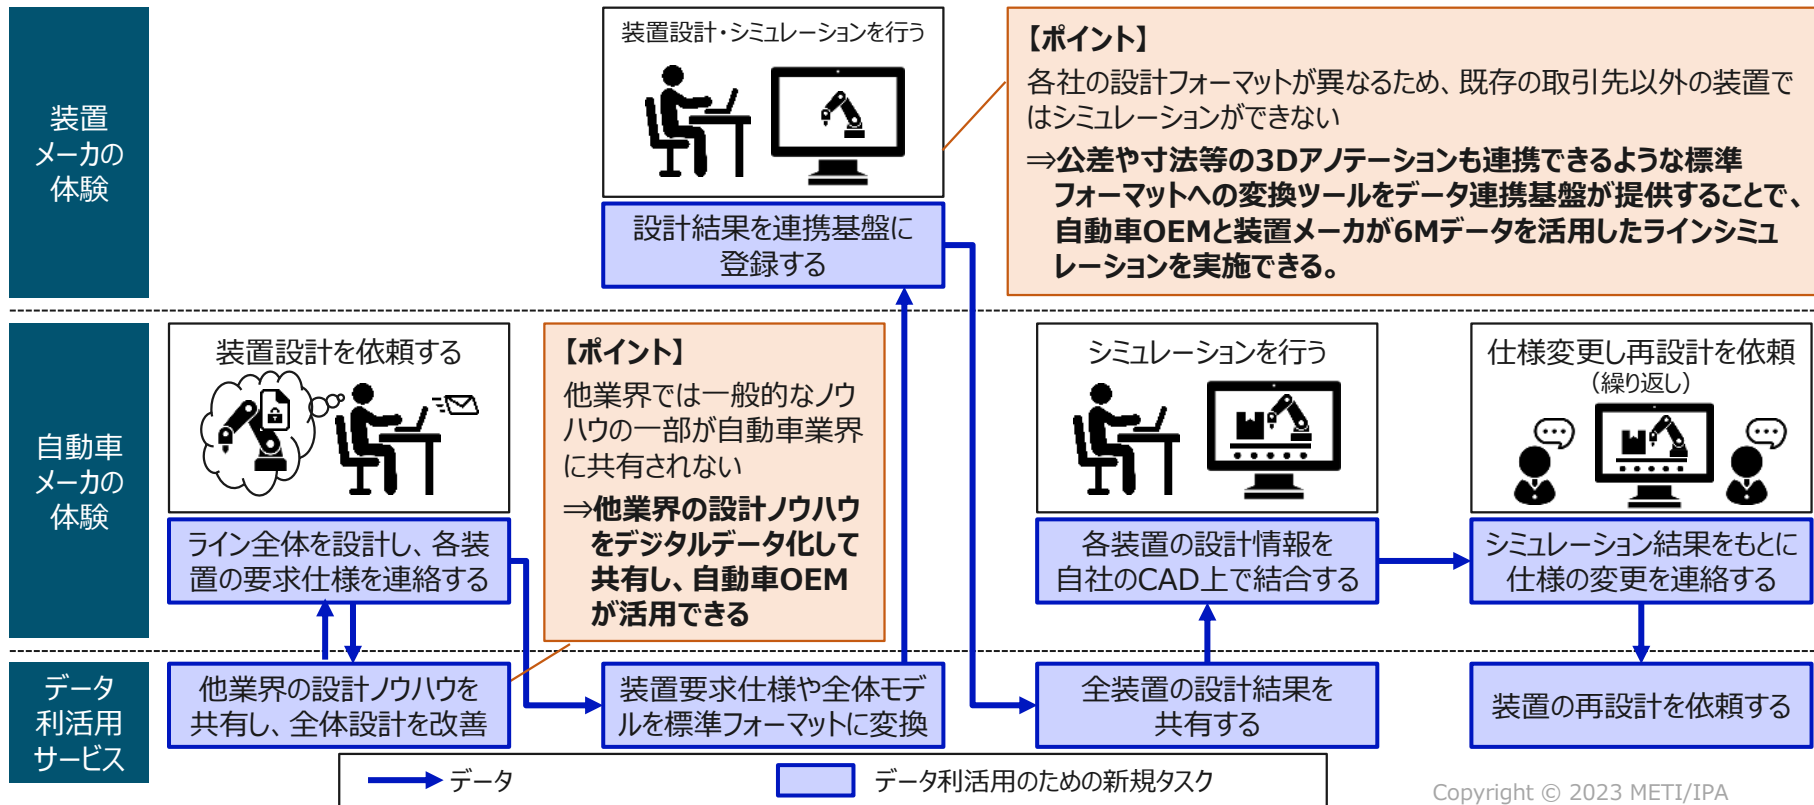 装置
メーカの
体験
装置設計・シミュレーションを行う
設計結果を連携基盤に
登録する
【ポイント】
各社の設計フォーマットが異なるため、既存の取引先以外の装置で
はシミュレーションができない
⇒公差や寸法等の3Dアノテーションも連携できるような標準
フォーマットへの変換ツールをデータ連携基盤が提供することで、
自動車OEMと装置メーカが6Mデータを活用したラインシミュ
レーションを実施できる。
自動車
メーカの
体験
装置設計を依頼する
ライン全体を設計し、各装
置の要求仕様を連絡する
【ポイント】
他業界では一般的なノウ
ハウの一部が自動車業界
に共有されない
⇒他業界の設計ノウハウ
をデジタルデータ化して
共有し、自動車OEM
が活用できる
シミュレーションを行う
各装置の設計情報を
自社のCAD上で結合する
仕様変更し再設計を依頼
（繰り返し）
シミュレーション結果をもとに
仕様の変更を連絡する
データ
利活用
サービス
他業界の設計ノウハウを
共有し、全体設計を改善
装置要求仕様や全体モデ
ルを標準フォーマットに変換
全装置の設計結果を
共有する
装置の再設計を依頼する
データ
データ利活用のための新規タスク
Copyright © 2023 METI/IPA